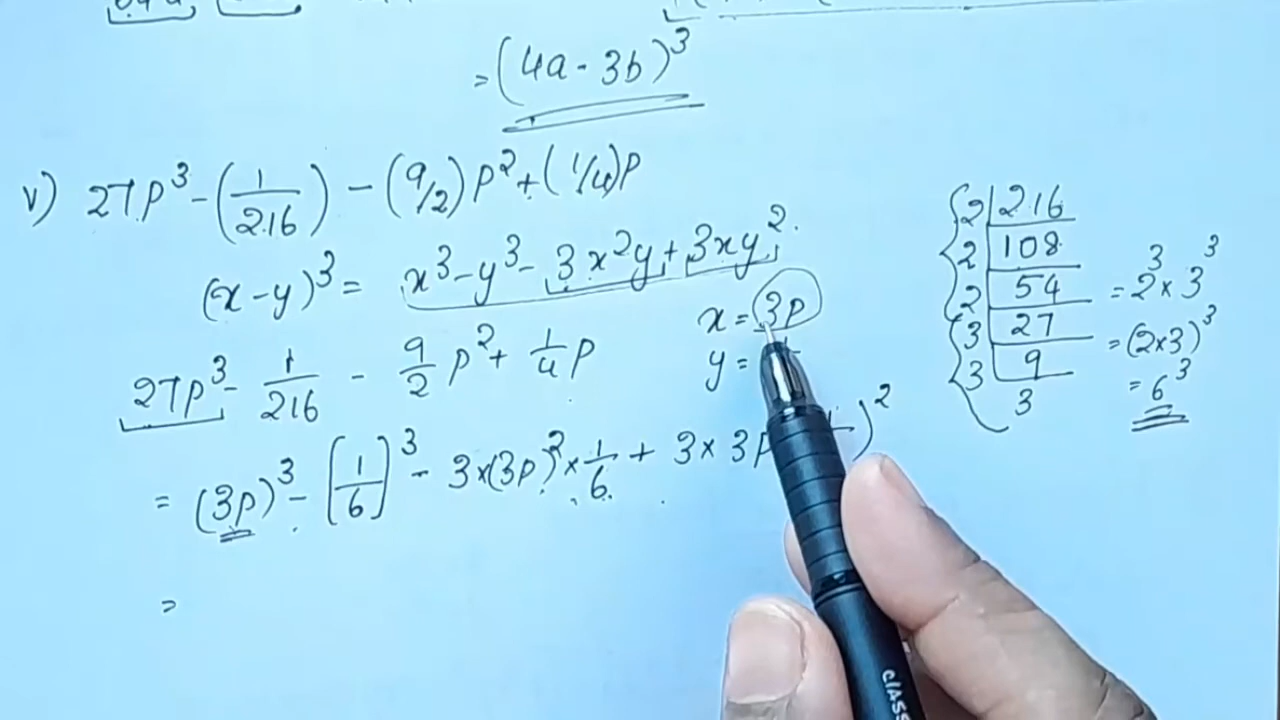 = (4a - 3b)³
v) 27p³ - (1/216) - (9/2)p² + (1/4)p
(x - y)³ = x³ - y³ - 3x²y + 3xy²
x = 3p
y =
27p³ - 1/216 - 9/2 p² + 1/4 p
= (3p)³ - [1/6]³ - 3×(3p)² × 1/6 + 3 × 3p )²
=
2 | 216
2 | 108
2 | 54 = 2³ × 3³
3 | 27 = (2×3)³
3 | 9 = 6³
3
CLASS